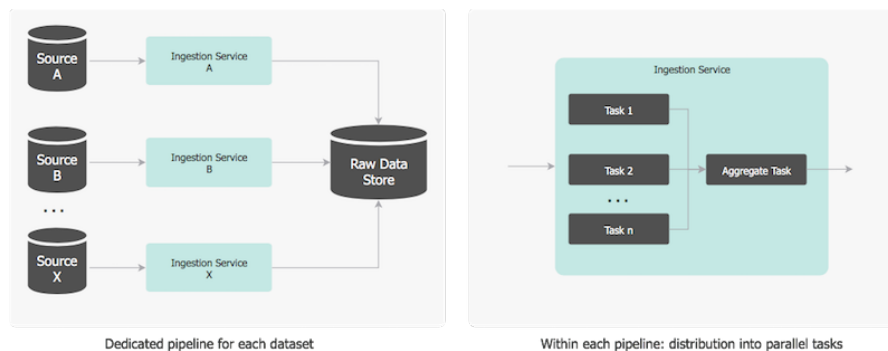 Source
A
Ingestion Service
A
Source
B
Ingestion Service
B
Raw Data
Store
...
Source
X
Ingestion Service
X
Dedicated pipeline for each dataset
Ingestion Service
Task 1
Task 2
Aggregate Task
...
Task n
Within each pipeline: distribution into parallel tasks